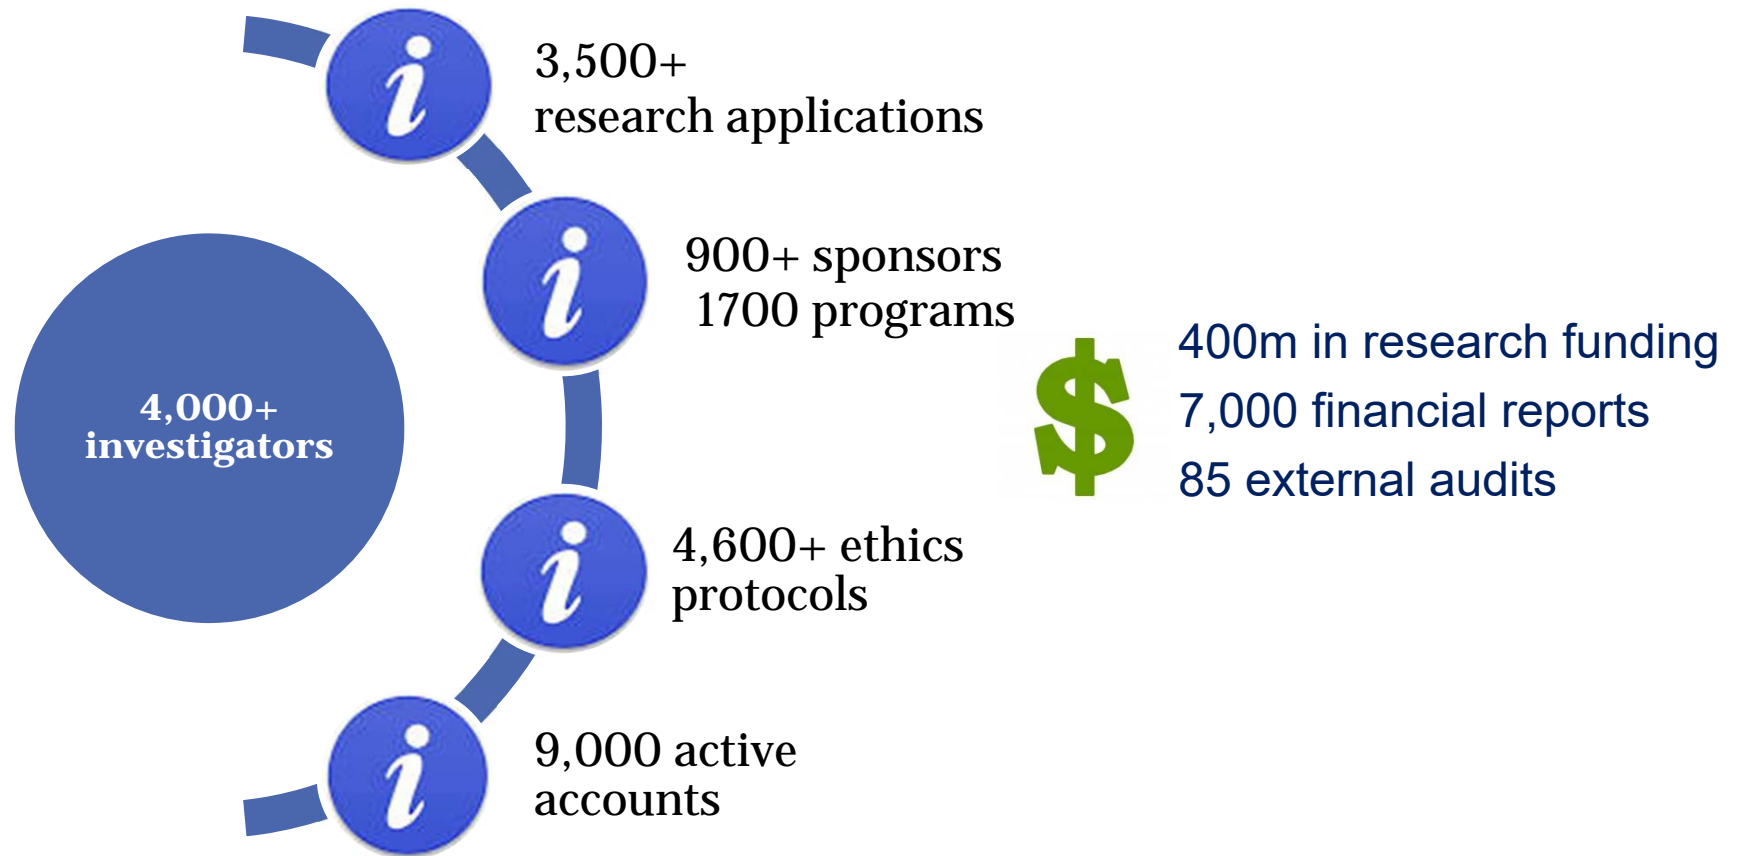 3,500+
research applications
900+ sponsors
1700 programs
4,000+
investigators
$
400m in research funding
7,000 financial reports
85 external audits
4,600+ ethics
protocols
9,000 active
accounts